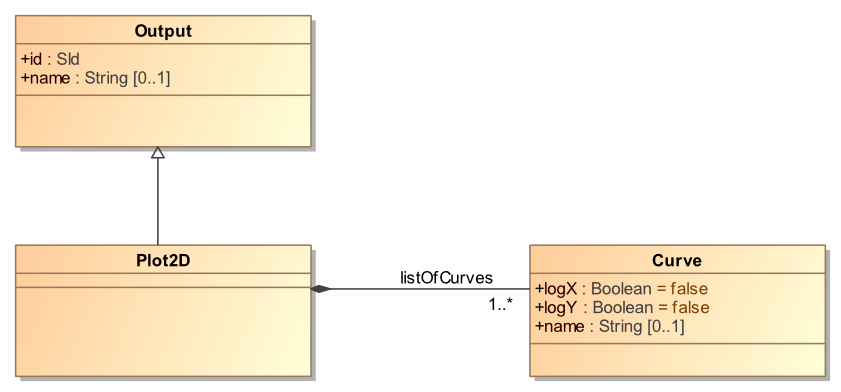 Output
+id : SId
+name : String [0..1]
Plot2D
listOfCurves
1..*
Curve
+logX : Boolean = false
+logY : Boolean = false
+name : String [0..1]